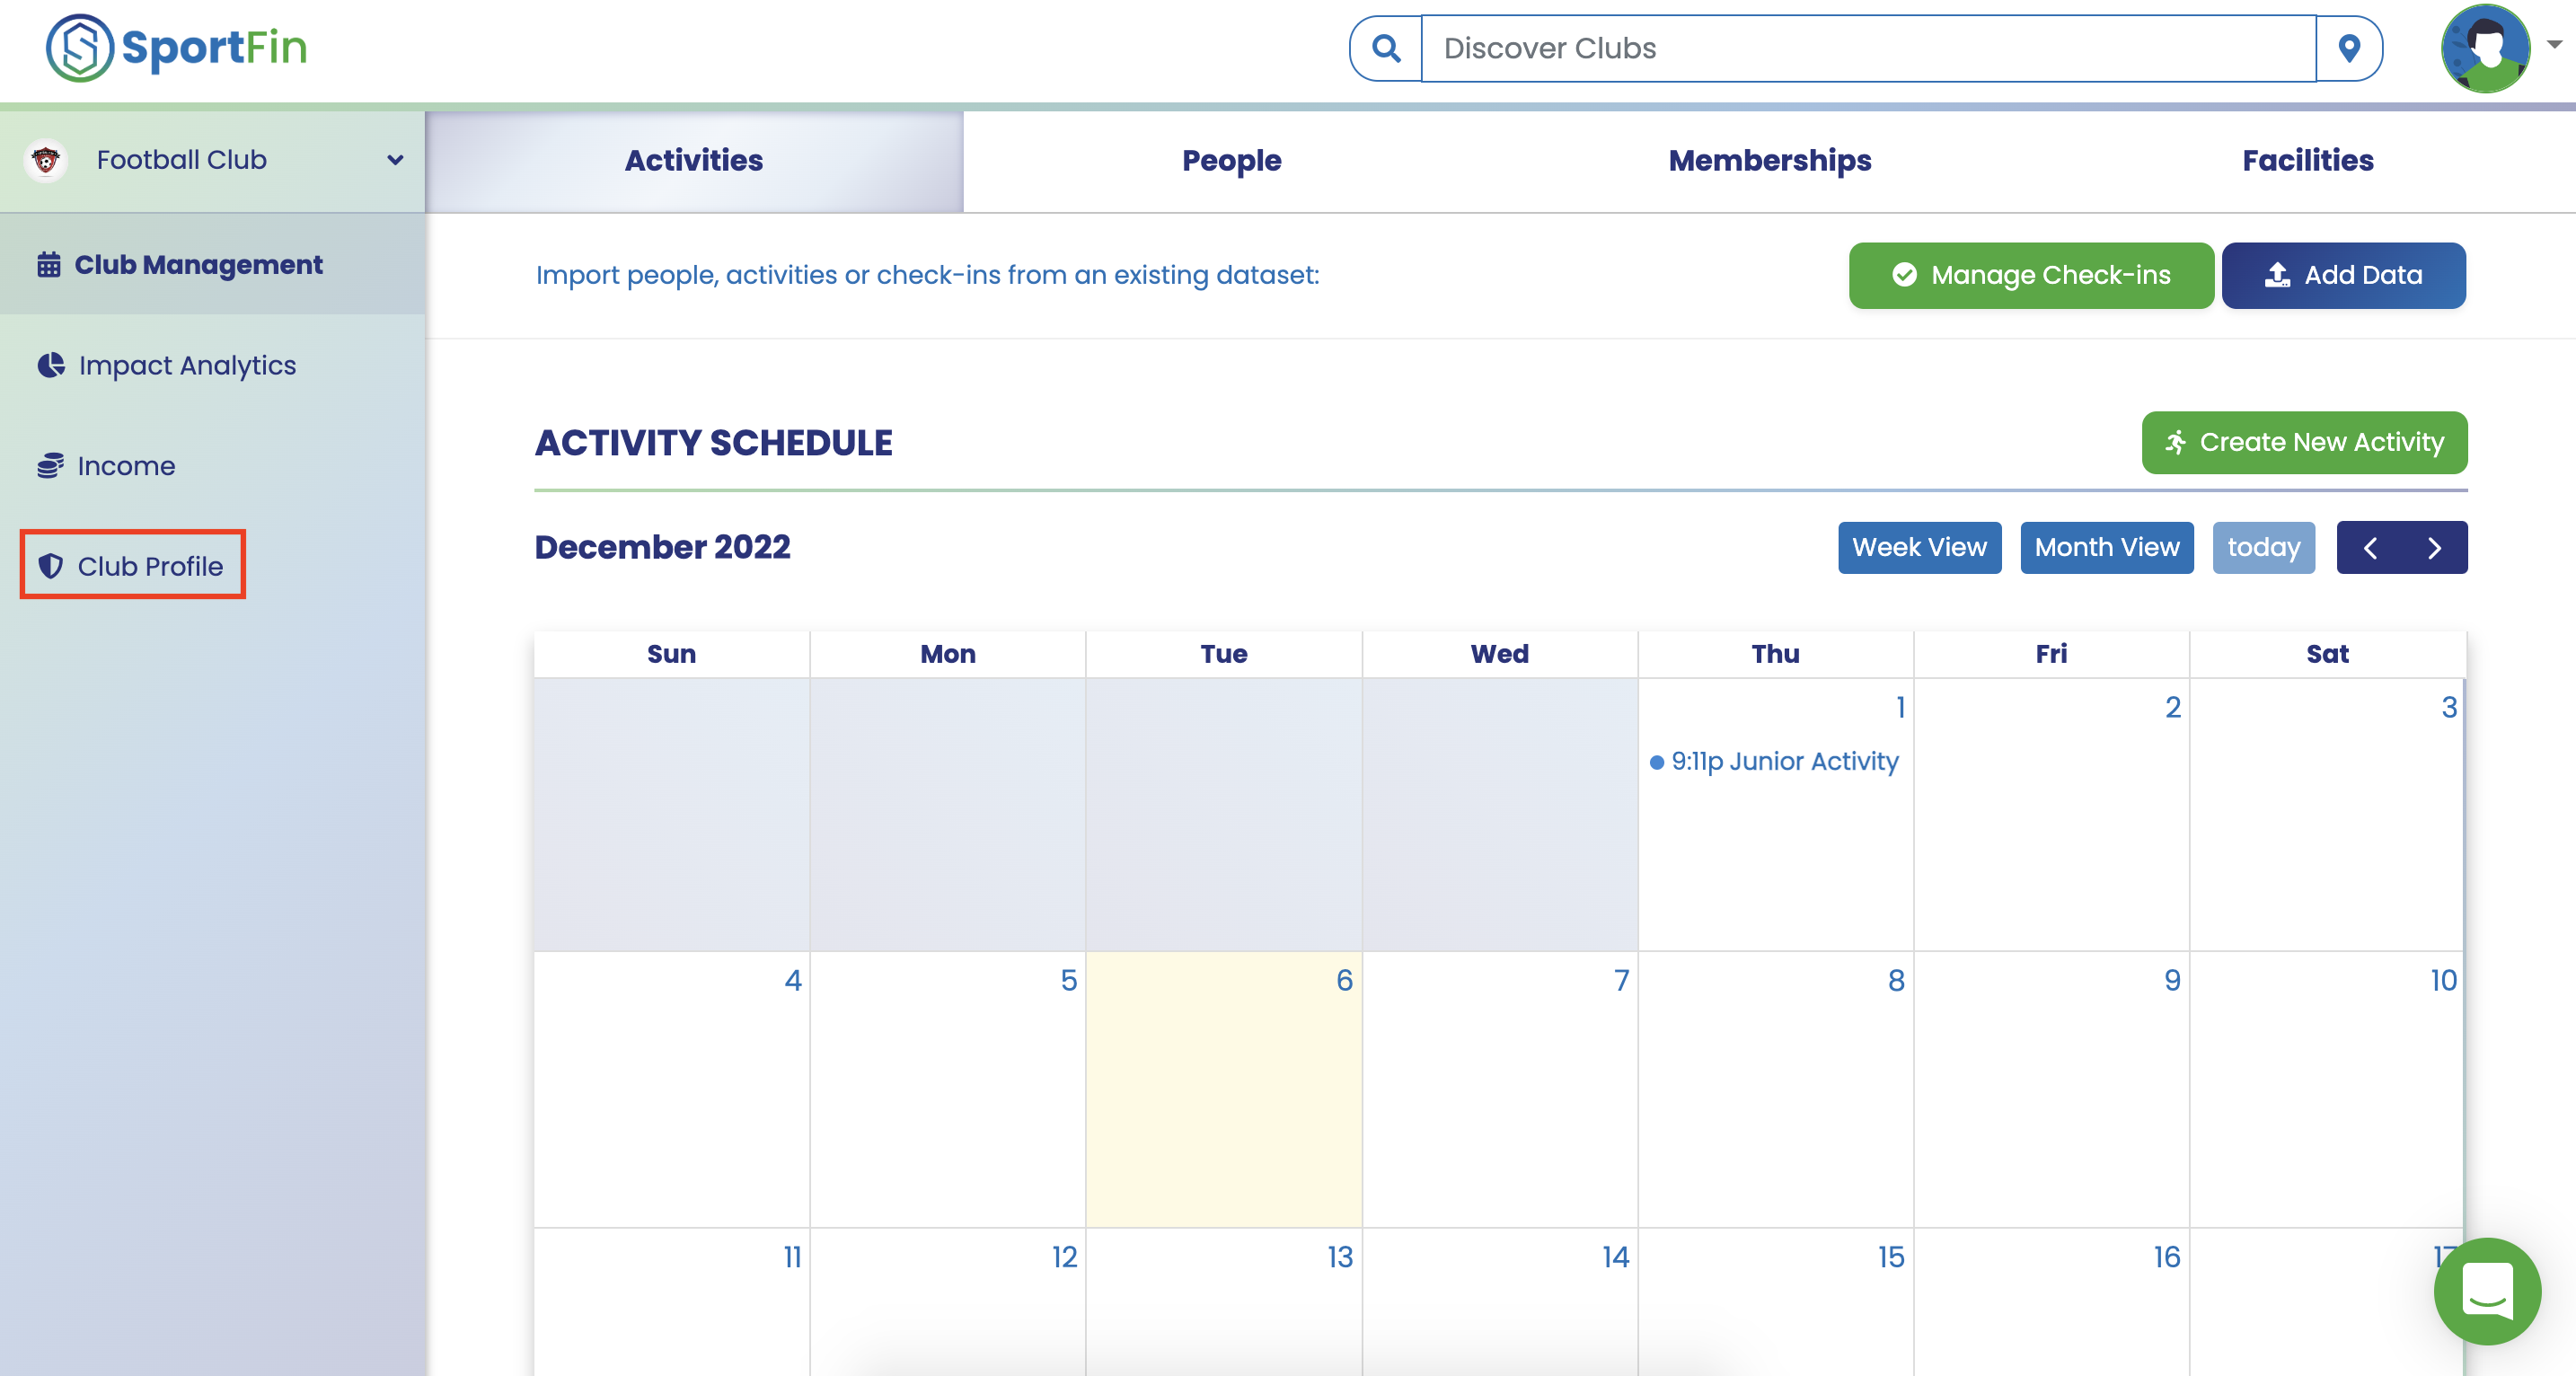 SportFin
Discover Clubs
Football Club
Activities
People
Memberships
Facilities
Club Management
Impact Analytics
Income
Club Profile
Import people, activities or check-ins from an existing dataset:
Manage Check-ins
Add Data
ACTIVITY SCHEDULE
Create New Activity
December 2022
Week View
Month View
today
Sun Mon Tue Wed Thu Fri Sat
1 2 3
9:11p Junior Activity
4 5 6 7 8 9 10
11 12 13 14 15 16 17